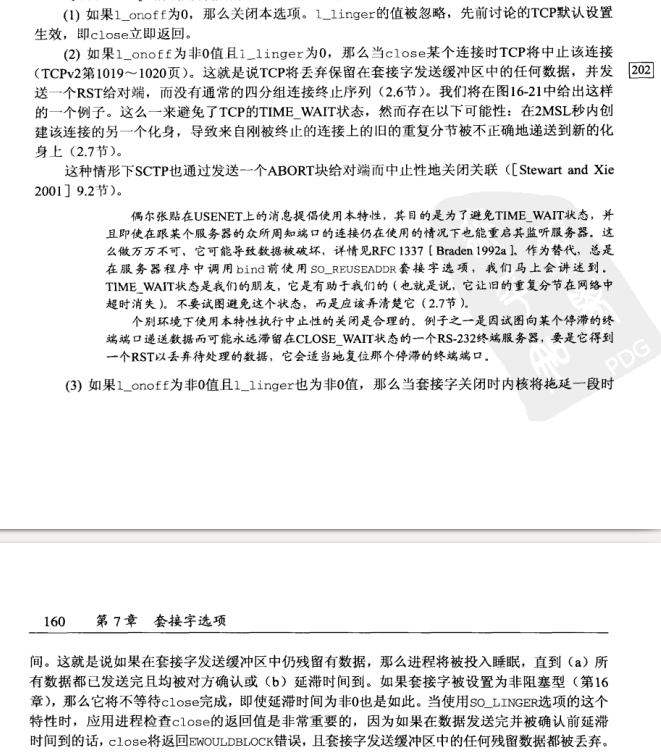 (1) 如果l_onoff为0，那么关闭本选项。l_linger的值被忽略，先前讨论的TCP默认设置
生效，即close立即返回。
(2) 如果l_onoff为非0值且l_linger为0，那么当close某个连接时TCP将中止该连接
（TCPv2第1019～1020页）。这就是说TCP将丢弃保留在套接字发送缓冲区中的任何数据，并发
202
送一个RST给对端，而没有通常的四分组连接终止序列（2.6节）。我们将在图16-21中给出这样
的一个例子。这么一来避免了TCP的TIME_WAIT状态，然而存在以下可能性：在2MSL秒内创
建该连接的另一个化身，导致来自刚被终止的连接上的旧的重复分节被不正确地递送到新的化
身上（2.7节）。
这种情形下SCTP也通过发送一个ABORT块给对端而中止性地关闭关联（[Stewart and Xie
2001] 9.2节）。
偶尔张贴在USENET上的消息提倡使用本特性，其目的是为了避免TIME_WAIT状态，并
且即使在跟某个服务器的众所周知端口的连接仍在使用的情况下也能重启其监听服务器。这
么做万万不可，它可能导致数据被破坏，详情见RFC 1337 [Braden 1992a]。作为替代，总是
在服务器程序中调用bind前使用SO_REUSEADDR套接字选项，我们马上会讲述到。
TIME_WAIT状态是我们的朋友，它是有助于我们的（也就是说，它让旧的重复分节在网络中
超时消失）。不要试图避免这个状态，而是应该弄清楚它（2.7节）。
个别环境下使用本特性执行中止性的关闭是合理的。例子之一是因试图向某个停滞的终
端端口递送数据而可能永远滞留在CLOSE_WAIT状态的一个RS-232终端服务器，要是它得到
一个RST以丢弃待处理的数据，它会适当地复位那个停滞的终端端口。
(3) 如果l_onoff为非0值且l_linger也为非0值，那么当套接字关闭时内核将拖延一段时
PDG
160 第 7 章 套接字选项
间。这就是说如果在套接字发送缓冲区中仍残留有数据，那么进程将被投入睡眠，直到（a）所
有数据都已发送完且均被对方确认或（b）延滞时间到。如果套接字被设置为非阻塞型（第16
章），那么它将不等待close完成，即使延滞时间为非0也是如此。当使用SO_LINGER选项的这个
特性时，应用进程检查close的返回值是非常重要的，因为如果在数据发送完并被确认前延滞
时间到的话，close将返回EWOULDBLOCK错误，且套接字发送缓冲区中的任何残留数据都被丢弃。